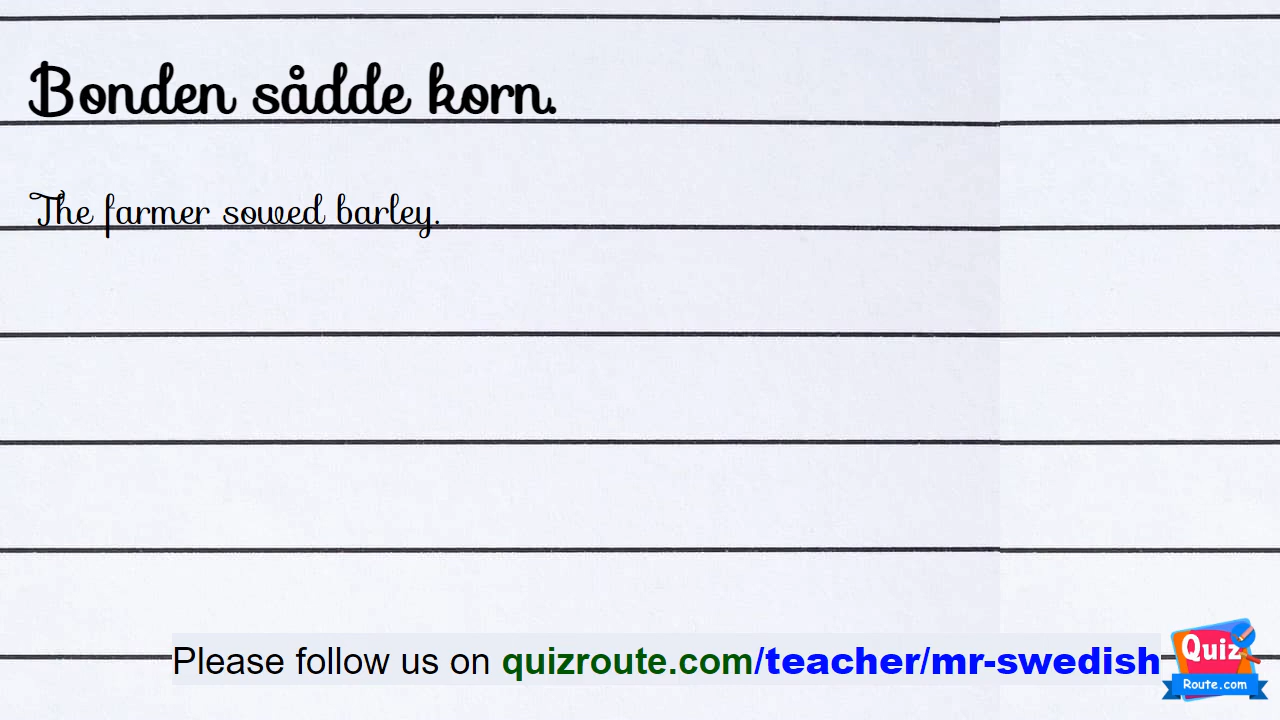 Bonden sådde korn.
The farmer sowed barley.
Please follow us on quizroute.com/teacher/mr-swedish
Quiz
Route.com